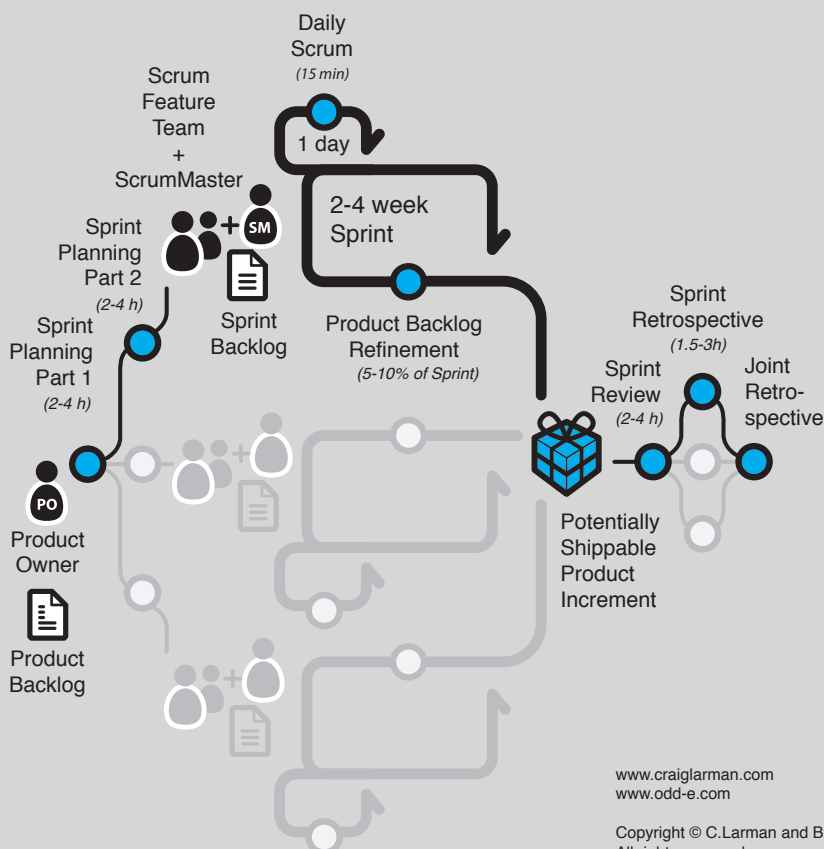 Daily
Scrum
(15 min)
1 day
Scrum
Feature
Team
+
ScrumMaster
+
SM
2-4 week
Sprint
Sprint
Planning
Part 2
(2-4 h)
Sprint
Backlog
Sprint
Planning
Part 1
(2-4 h)
Product Backlog
Refinement
(5-10% of Sprint)
Sprint
Retrospective
(1.5-3h)
Sprint
Review
(2-4 h)
Joint
Retro-
spective
PO
Product
Owner
Product
Backlog
+
+
Potentially
Shippable
Product
Increment
www.craiglarman.com
www.odd-e.com
Copyright © C.Larman and B